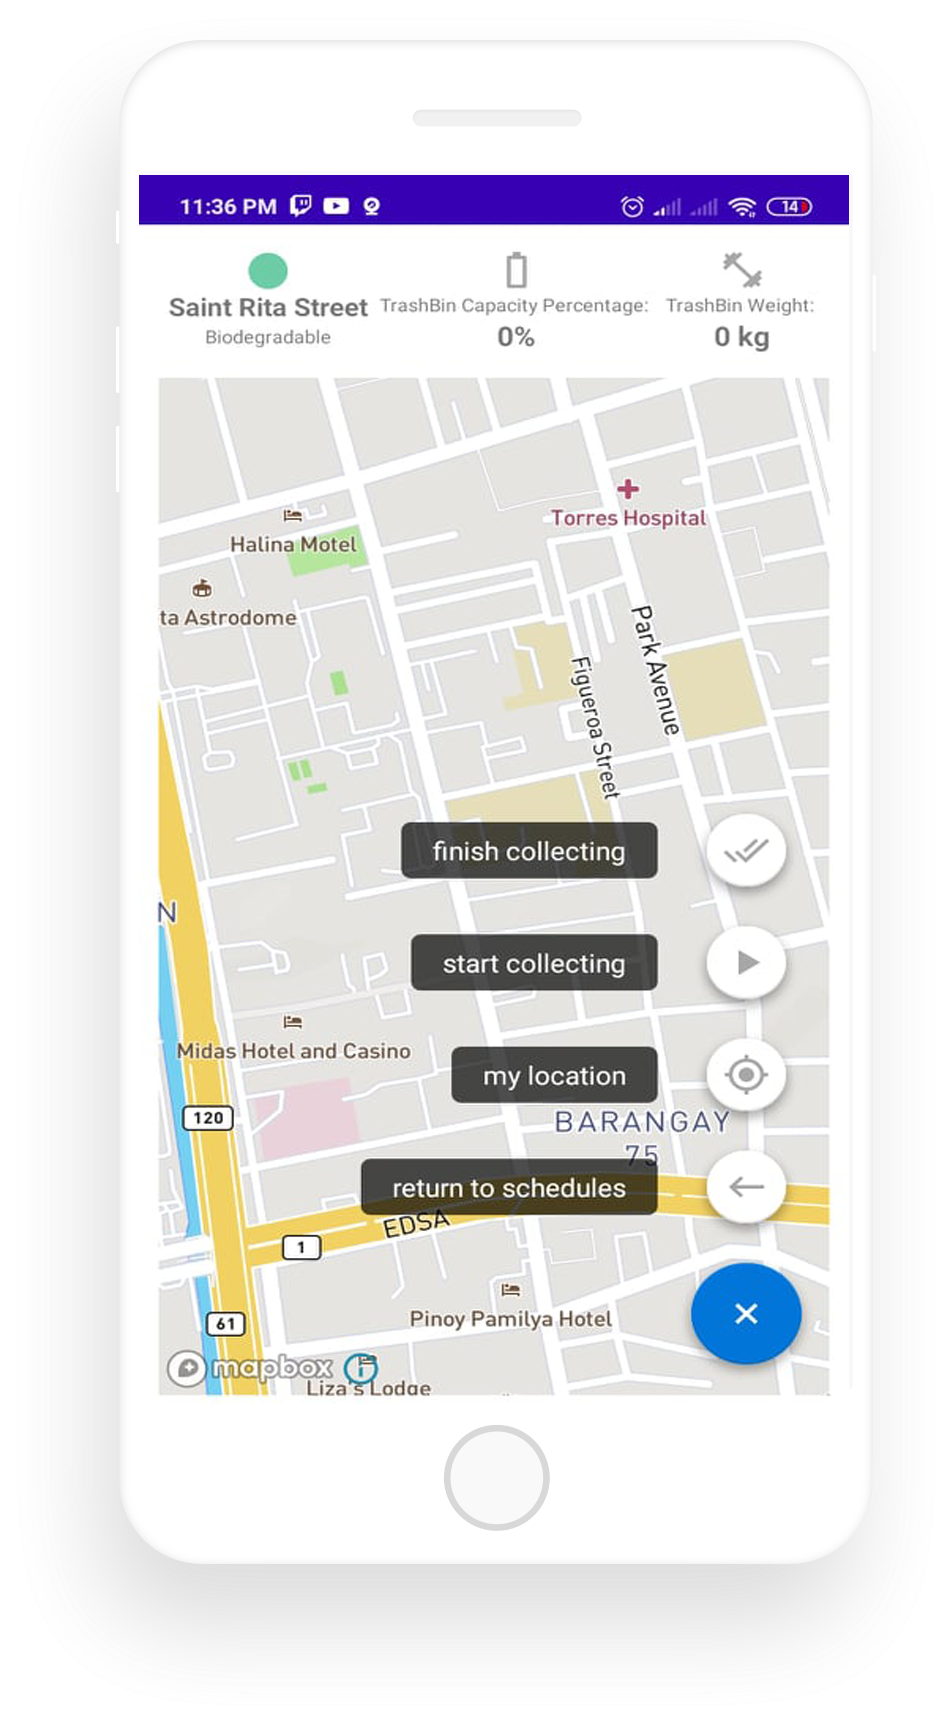 11:36 PM
14
Saint Rita Street
Biodegradable
TrashBin Capacity Percentage:
0%
TrashBin Weight:
0 kg
Torres Hospital
Halina Motel
ta Astrodome
Park Avenue
Figueroa Street
finish collecting
N
start collecting
Midas Hotel and Casino
my location
120
BARANGAY
75
return to schedules
EDSA
1
Pinoy Pamilya Hotel
61
mapbox
Liza's Lodge